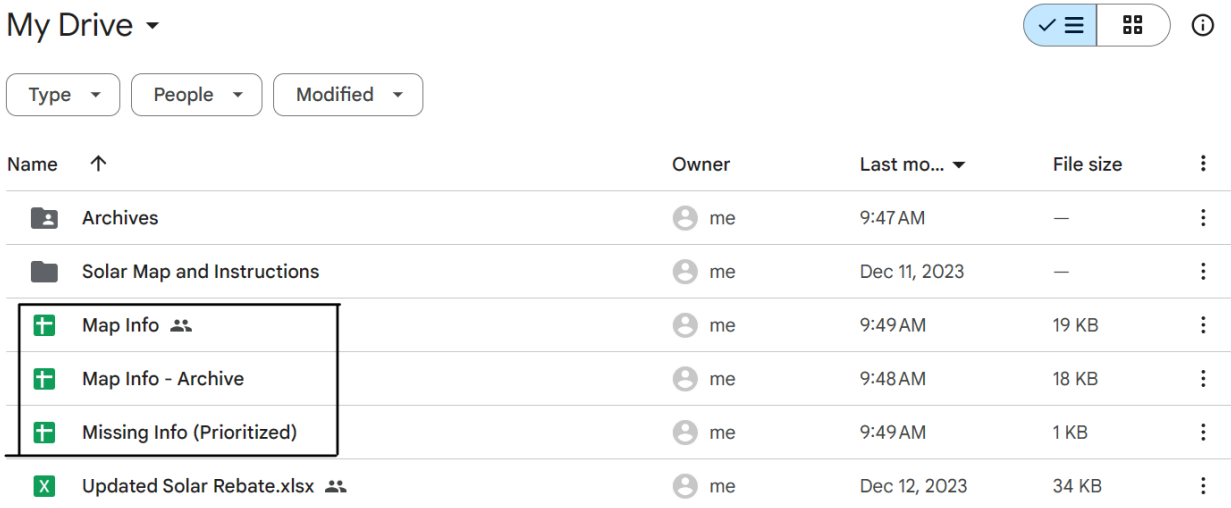 My Drive
Type People Modified
Name Owner Last mo... File size
Archives me 9:47 AM —
Solar Map and Instructions me Dec 11, 2023 —
Map Info me 9:49 AM 19 KB
Map Info - Archive me 9:48 AM 18 KB
Missing Info (Prioritized) me 9:49 AM 1 KB
X Updated Solar Rebate.xlsx me Dec 12, 2023 34 KB